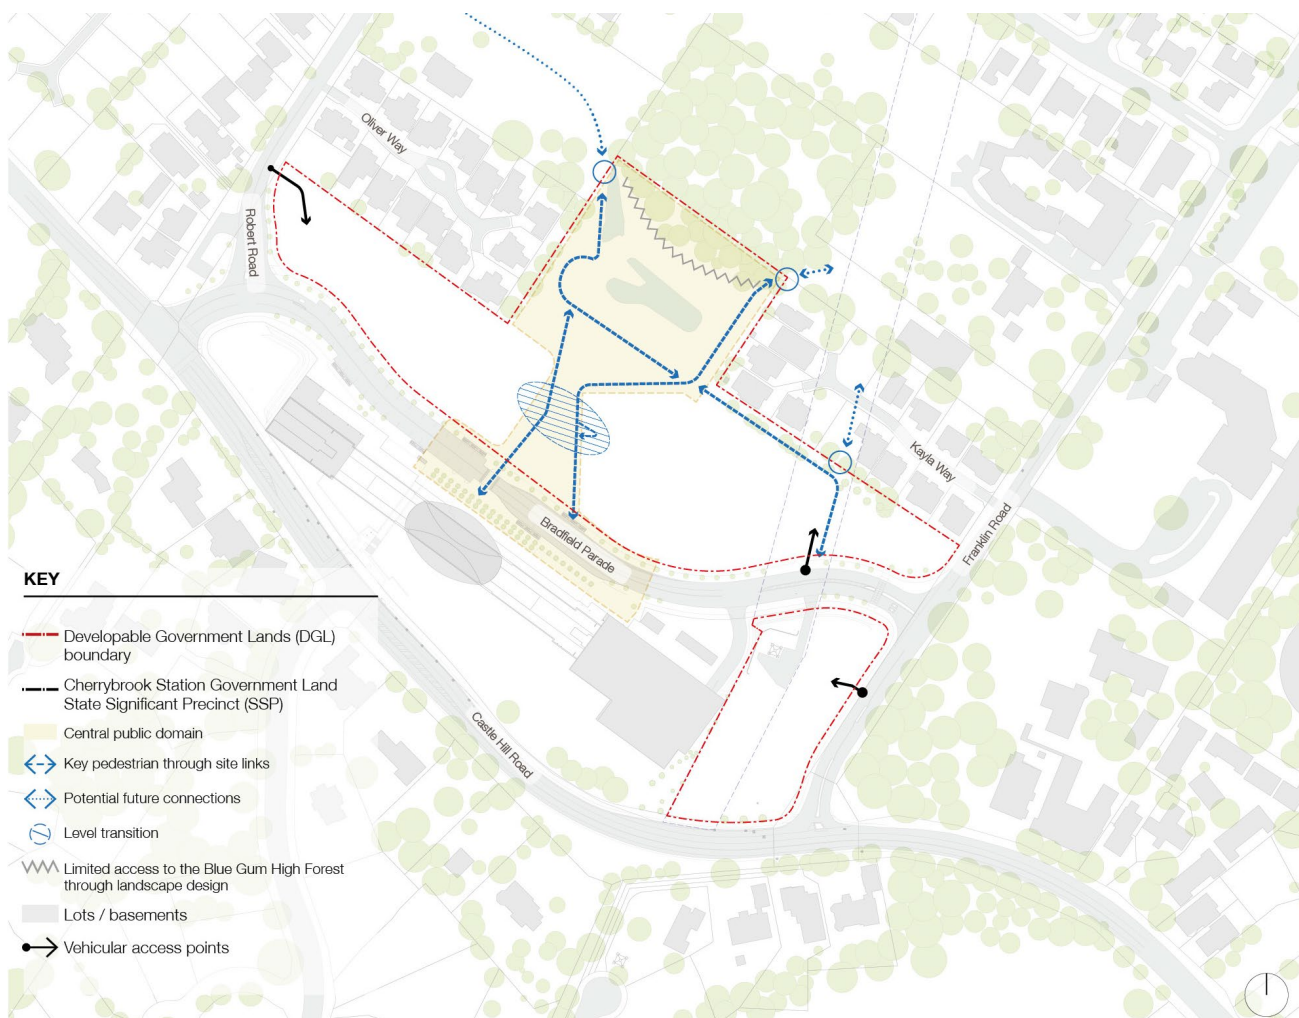 Oliver Way
Robert Road
Bradfield Parade
Kayla Way
Franklin Road
Castle Hill Road
KEY
Developable Government Lands (DGL)
boundary
Cherrybrook Station Government Land
State Significant Precinct (SSP)
Central public domain
Key pedestrian through site links
Potential future connections
Level transition
Limited access to the Blue Gum High Forest
through landscape design
Lots / basements
Vehicular access points